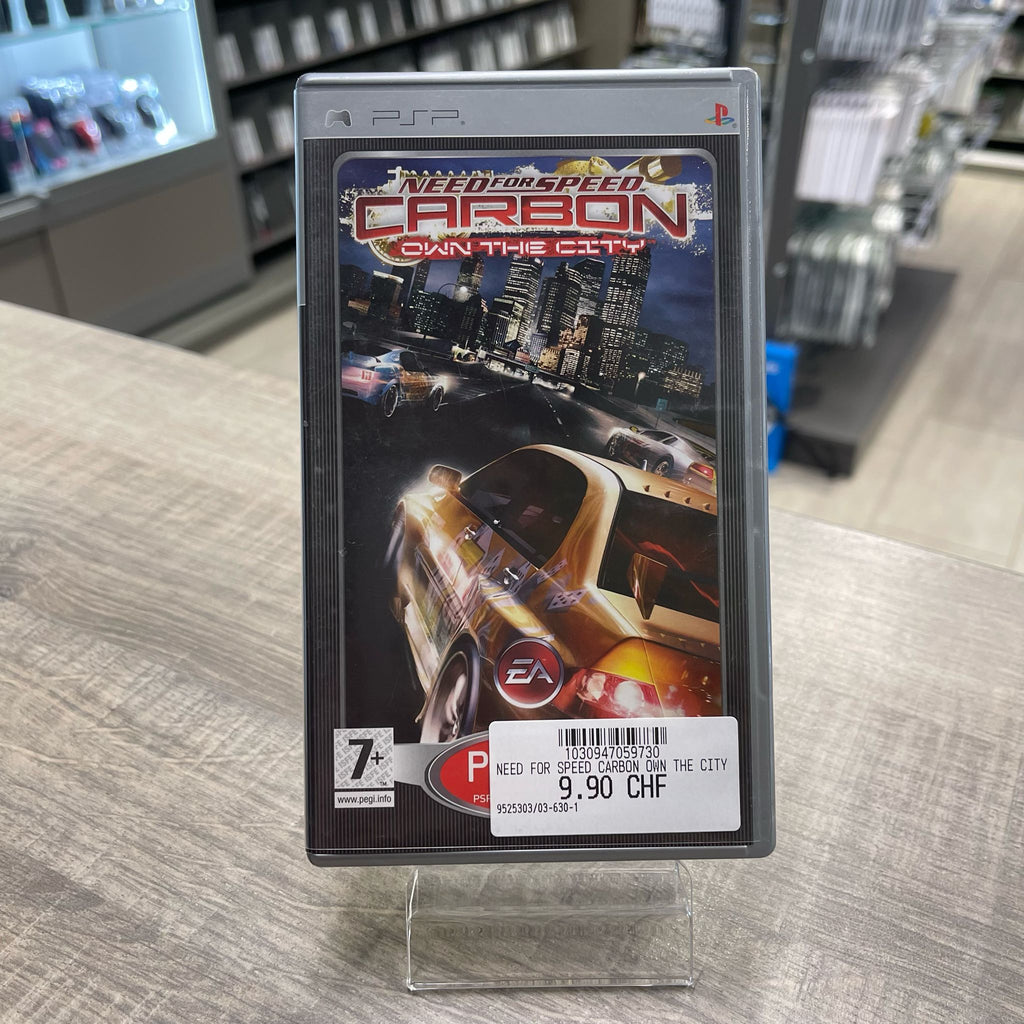 PSP
NEED FOR SPEED
CARBON
OWN THE CITY
EA
7+
www.pegi.info
P
PSP
1030947059730
NEED FOR SPEED CARBON OWN THE CITY
9.90 CHF
9525303/03-630-1